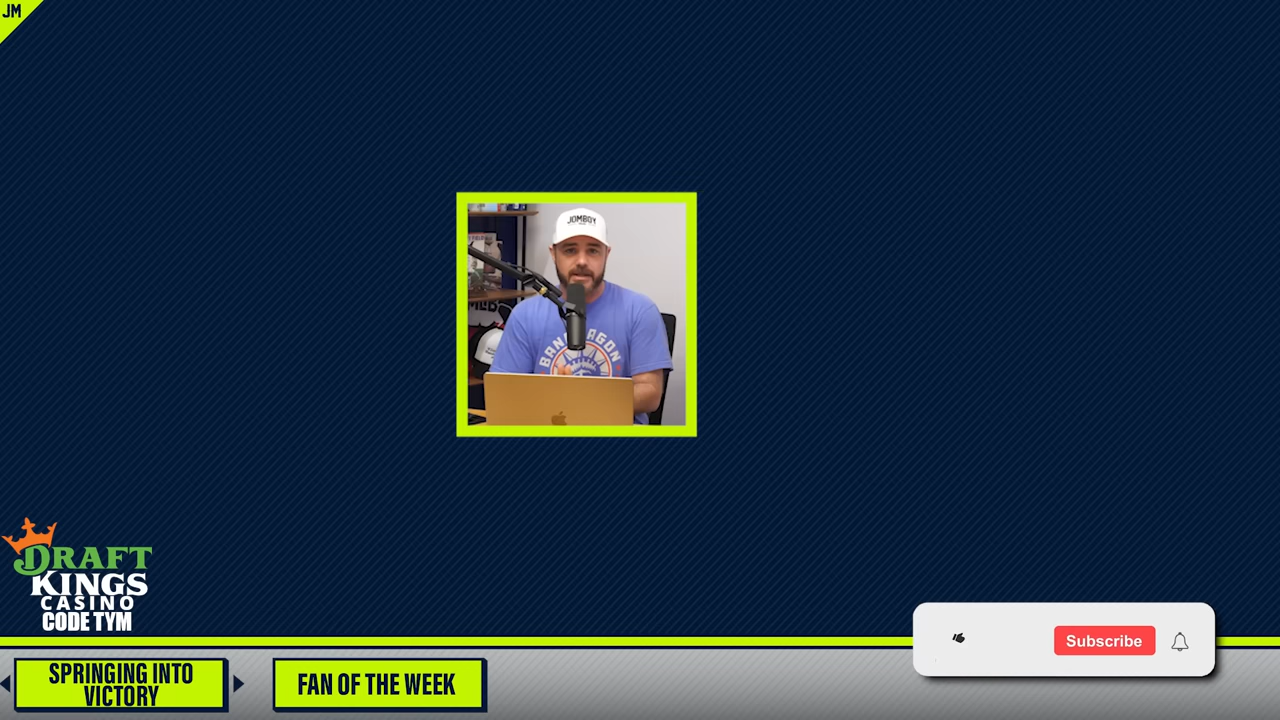 JM
JOMBOY
DRAFT
KINGS
CASINO
CODE TYM
Subscribe
SPRINGING INTO
VICTORY
FAN OF THE WEEK